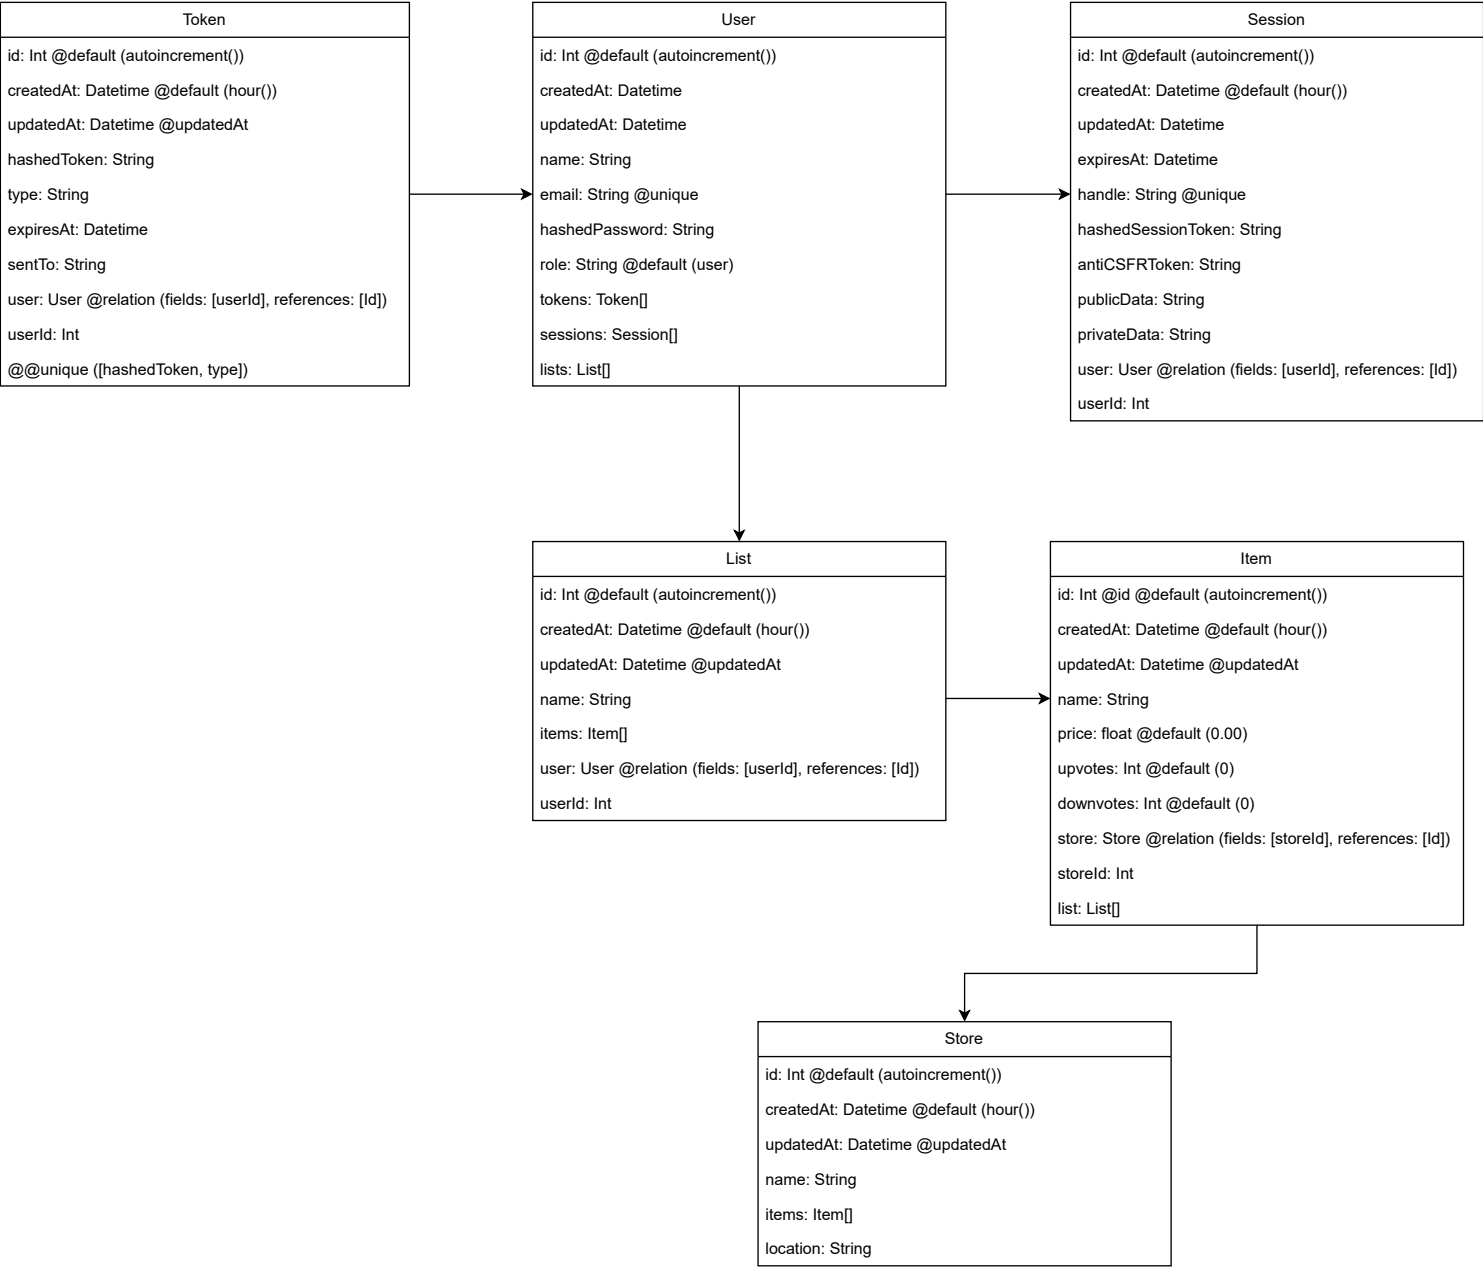 Token
id: Int @default (autoincrement())
createdAt: Datetime @default (hour())
updatedAt: Datetime @updatedAt
hashedToken: String
type: String
expiresAt: Datetime
sentTo: String
user: User @relation (fields: [userId], references: [Id])
userId: Int
@@unique ([hashedToken, type])
User
id: Int @default (autoincrement())
createdAt: Datetime
updatedAt: Datetime
name: String
email: String @unique
hashedPassword: String
role: String @default (user)
tokens: Token[]
sessions: Session[]
lists: List[]
Session
id: Int @default (autoincrement())
createdAt: Datetime @default (hour())
updatedAt: Datetime
expiresAt: Datetime
handle: String @unique
hashedSessionToken: String
antiCSFRToken: String
publicData: String
privateData: String
user: User @relation (fields: [userId], references: [Id])
userId: Int
List
id: Int @default (autoincrement())
createdAt: Datetime @default (hour())
updatedAt: Datetime @updatedAt
name: String
items: Item[]
user: User @relation (fields: [userId], references: [Id])
userId: Int
Item
id: Int @id @default (autoincrement())
createdAt: Datetime @default (hour())
updatedAt: Datetime @updatedAt
name: String
price: float @default (0.00)
upvotes: Int @default (0)
downvotes: Int @default (0)
store: Store @relation (fields: [storeId], references: [Id])
storeId: Int
list: List[]
Store
id: Int @default (autoincrement())
createdAt: Datetime @default (hour())
updatedAt: Datetime @updatedAt
name: String
items: Item[]
location: String